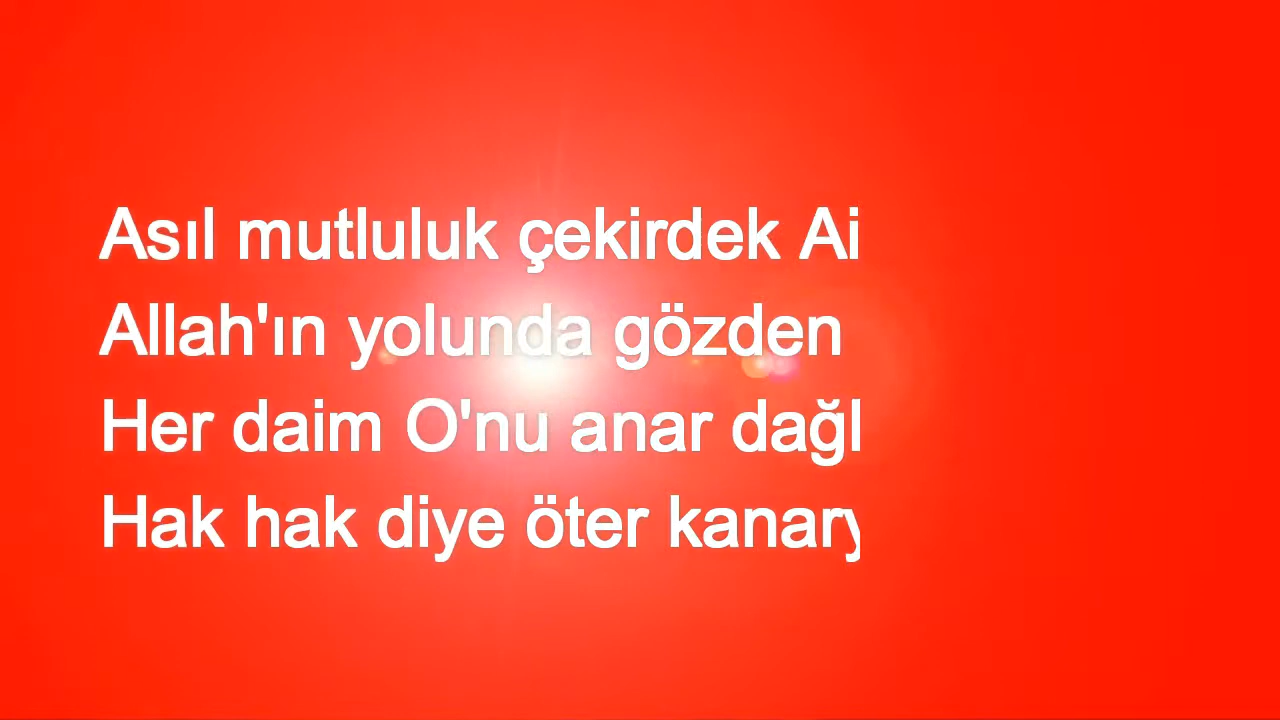 Asıl mutluluk çekirdek Ai
Allah'ın yolunda gözden
Her daim O'nu anar dağl
Hak hak diye öter kanary